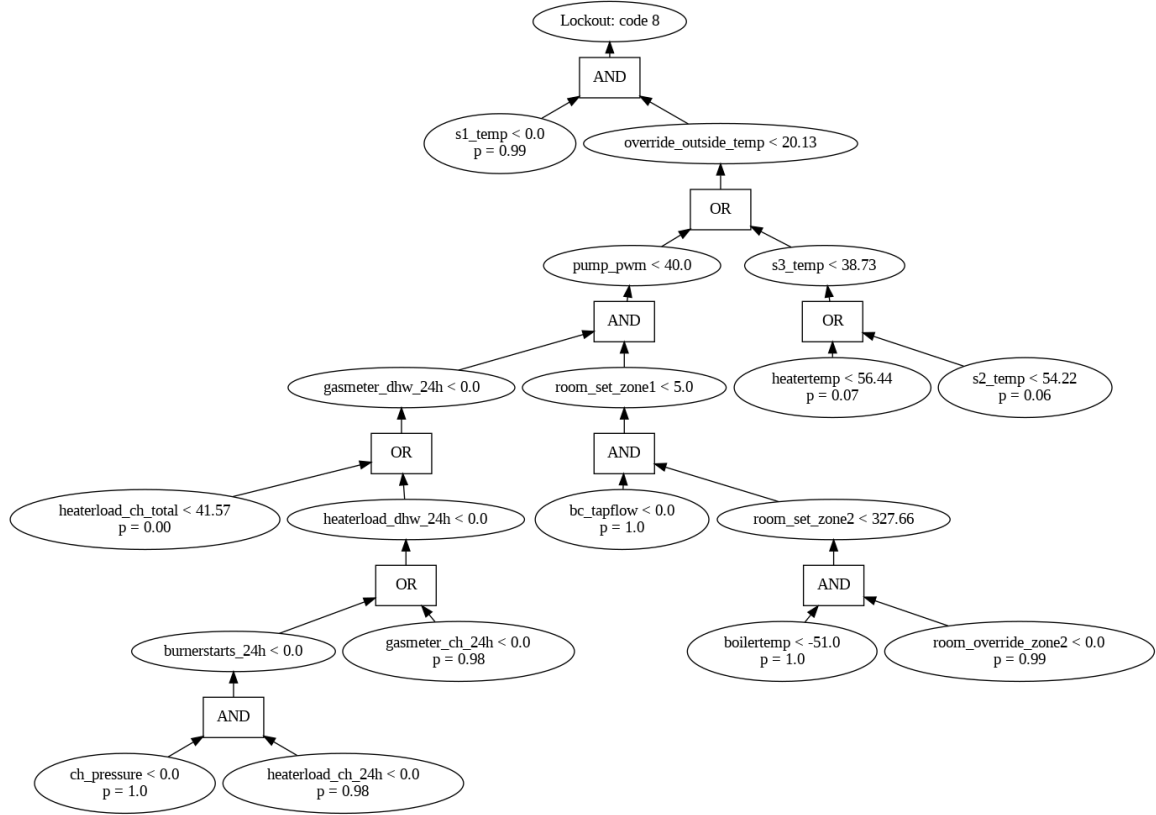 Lockout: code 8
AND
s1_temp < 0.0
p = 0.99
override_outside_temp < 20.13
OR
pump_pwm < 40.0
s3_temp < 38.73
AND
OR
gasmeter_dhw_24h < 0.0
room_set_zone1 < 5.0
heatertemp < 56.44
p = 0.07
s2_temp < 54.22
p = 0.06
OR
AND
heaterload_ch_total < 41.57
p = 0.00
heaterload_dhw_24h < 0.0
bc_tapflow < 0.0
p = 1.0
room_set_zone2 < 327.66
OR
AND
burnerstarts_24h < 0.0
gasmeter_ch_24h < 0.0
p = 0.98
boilertemp < -51.0
p = 1.0
room_override_zone2 < 0.0
p = 0.99
AND
ch_pressure < 0.0
p = 1.0
heaterload_ch_24h < 0.0
p = 0.98